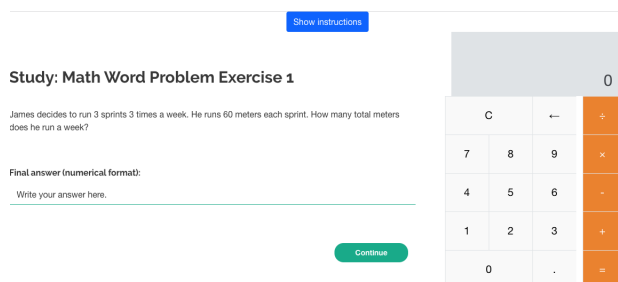 Show instructions
Study: Math Word Problem Exercise 1
James decides to run 3 sprints 3 times a week. He runs 60 meters each sprint. How many total meters
does he run a week?
Final answer (numerical format):
Write your answer here.
Continue
0
C ← ÷
7 8 9 ×
4 5 6 -
1 2 3 +
0 . =